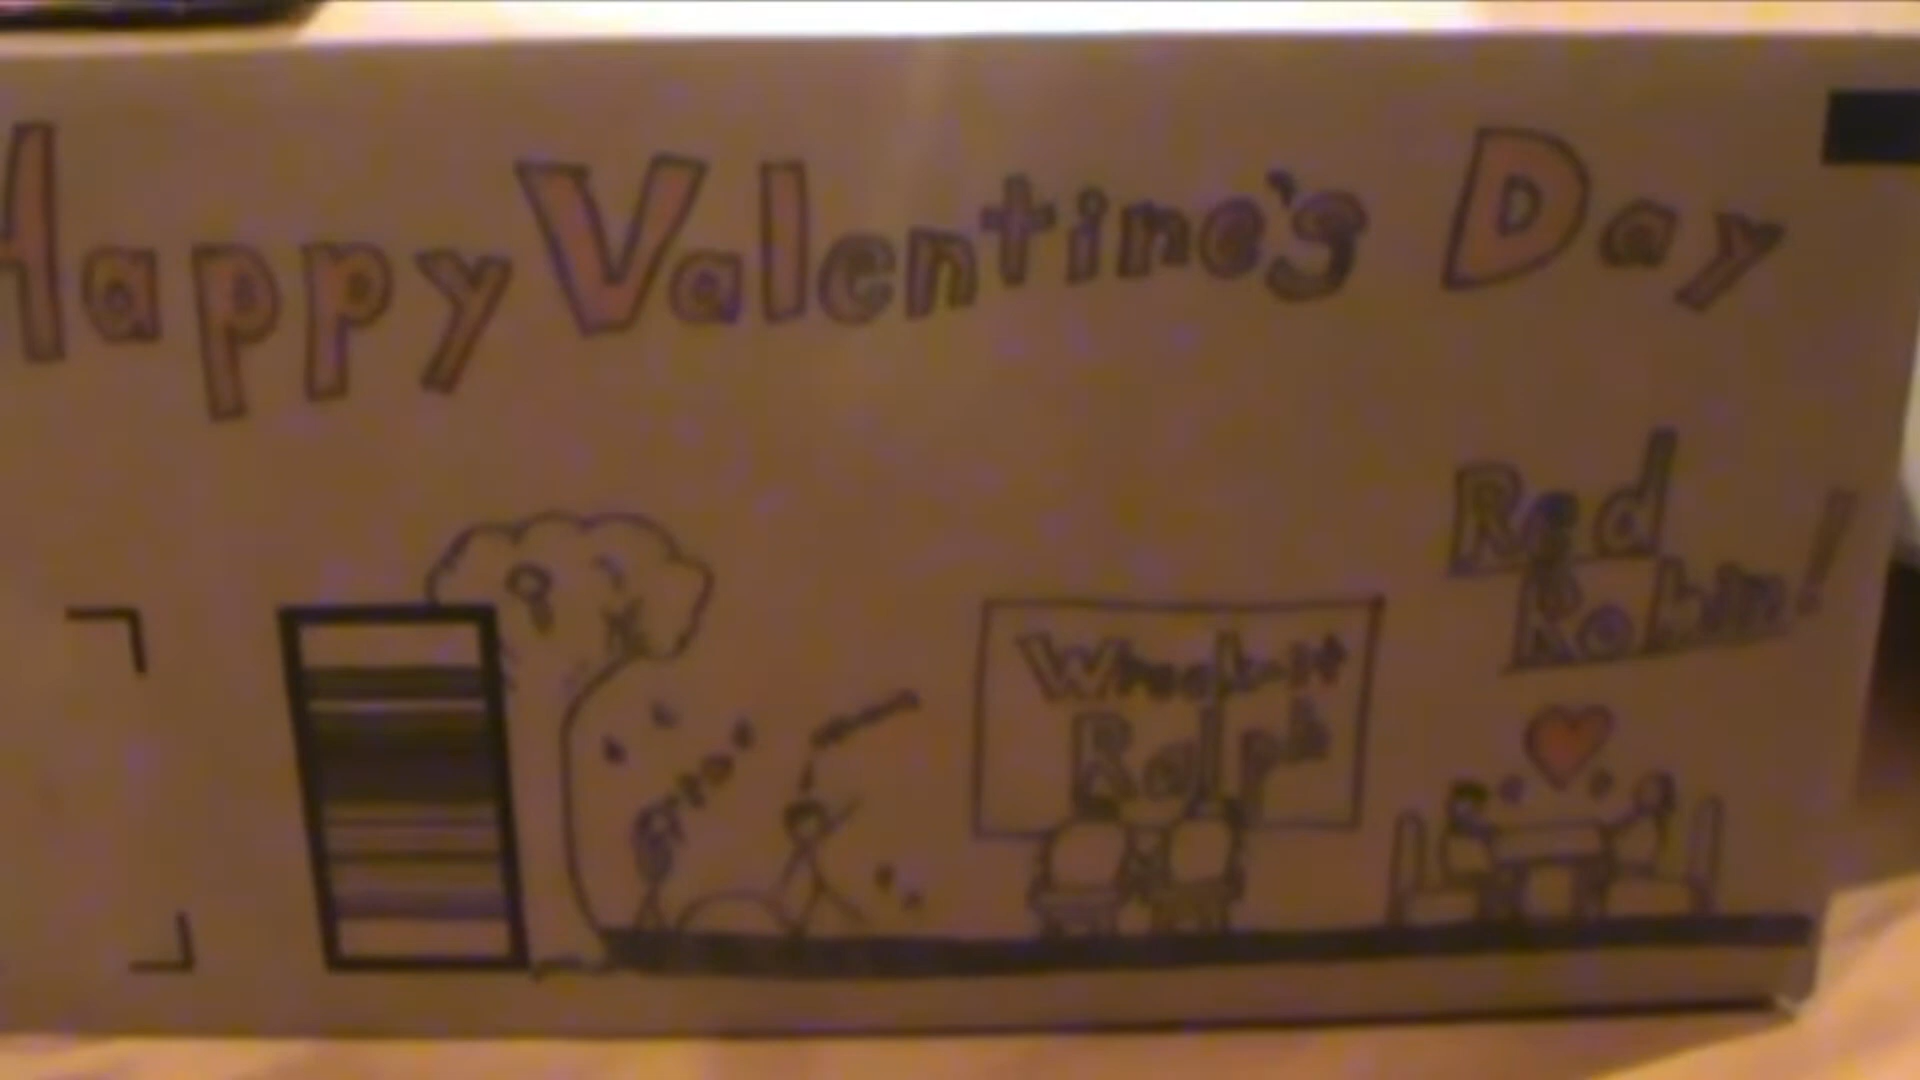 Happy Valentine's Day
Red
Robin!
Wreck-It
Ralph